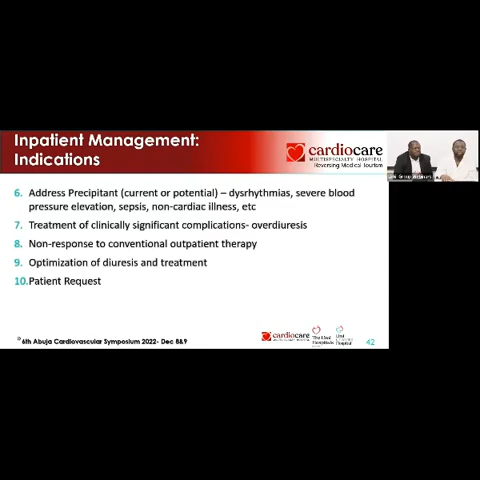 Inpatient Management:
Indications
cardiocare
MULTISPECIALTY HOSPITAL
Reversing Medical Tourism
6. Address Precipitant (current or potential) – dysrhythmias, severe blood
pressure elevation, sepsis, non-cardiac illness, etc
7. Treatment of clinically significant complications- overdiuresis
8. Non-response to conventional outpatient therapy
9. Optimization of diuresis and treatment
10. Patient Request
6th Abuja Cardiovascular Symposium 2022- Dec 8&9
cardiocare
Hospital
42